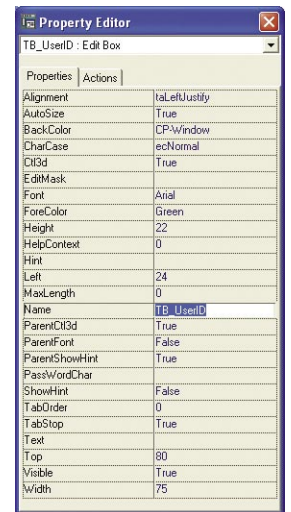 Property Editor
TB_UserID : Edit Box
Properties Actions
Alignment taLeftJustify
AutoSize True
BackColor CP-Window
CharCase ecNormal
Ctl3d True
EditMask
Font Arial
ForeColor Green
Height 22
HelpContext 0
Hint
Left 24
MaxLength 0
Name TB_UserID
ParentCtl3d True
ParentFont False
ParentShowHint True
PassWordChar
ShowHint False
TabOrder 0
TabStop True
Text
Top 80
Visible True
Width 75